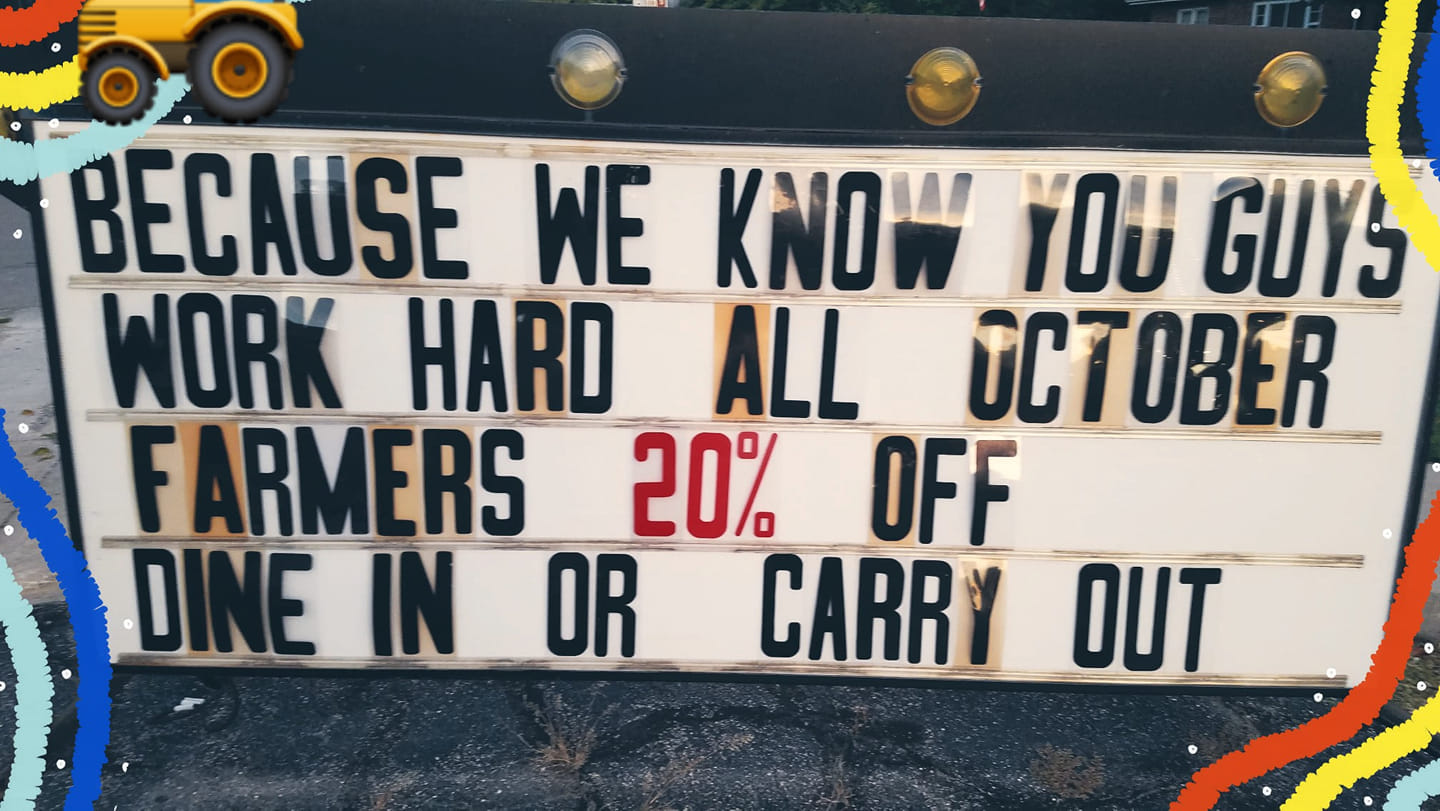 BECAUSE WE KNOW YOU GUYS
WORK HARD ALL OCTOBER
FARMERS 20% OFF
DINE IN OR CARRY OUT